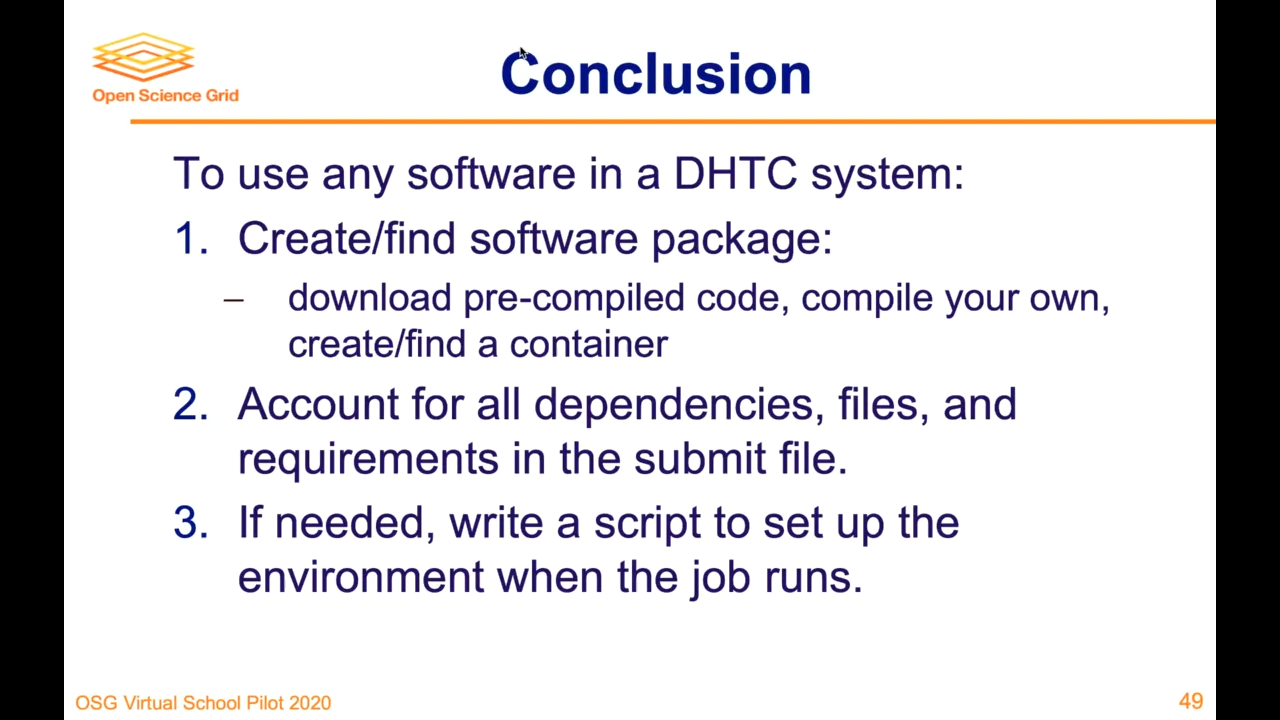 Open Science Grid
Conclusion
To use any software in a DHTC system:
1. Create/find software package:
– download pre-compiled code, compile your own,
create/find a container
2. Account for all dependencies, files, and
requirements in the submit file.
3. If needed, write a script to set up the
environment when the job runs.
OSG Virtual School Pilot 2020
49